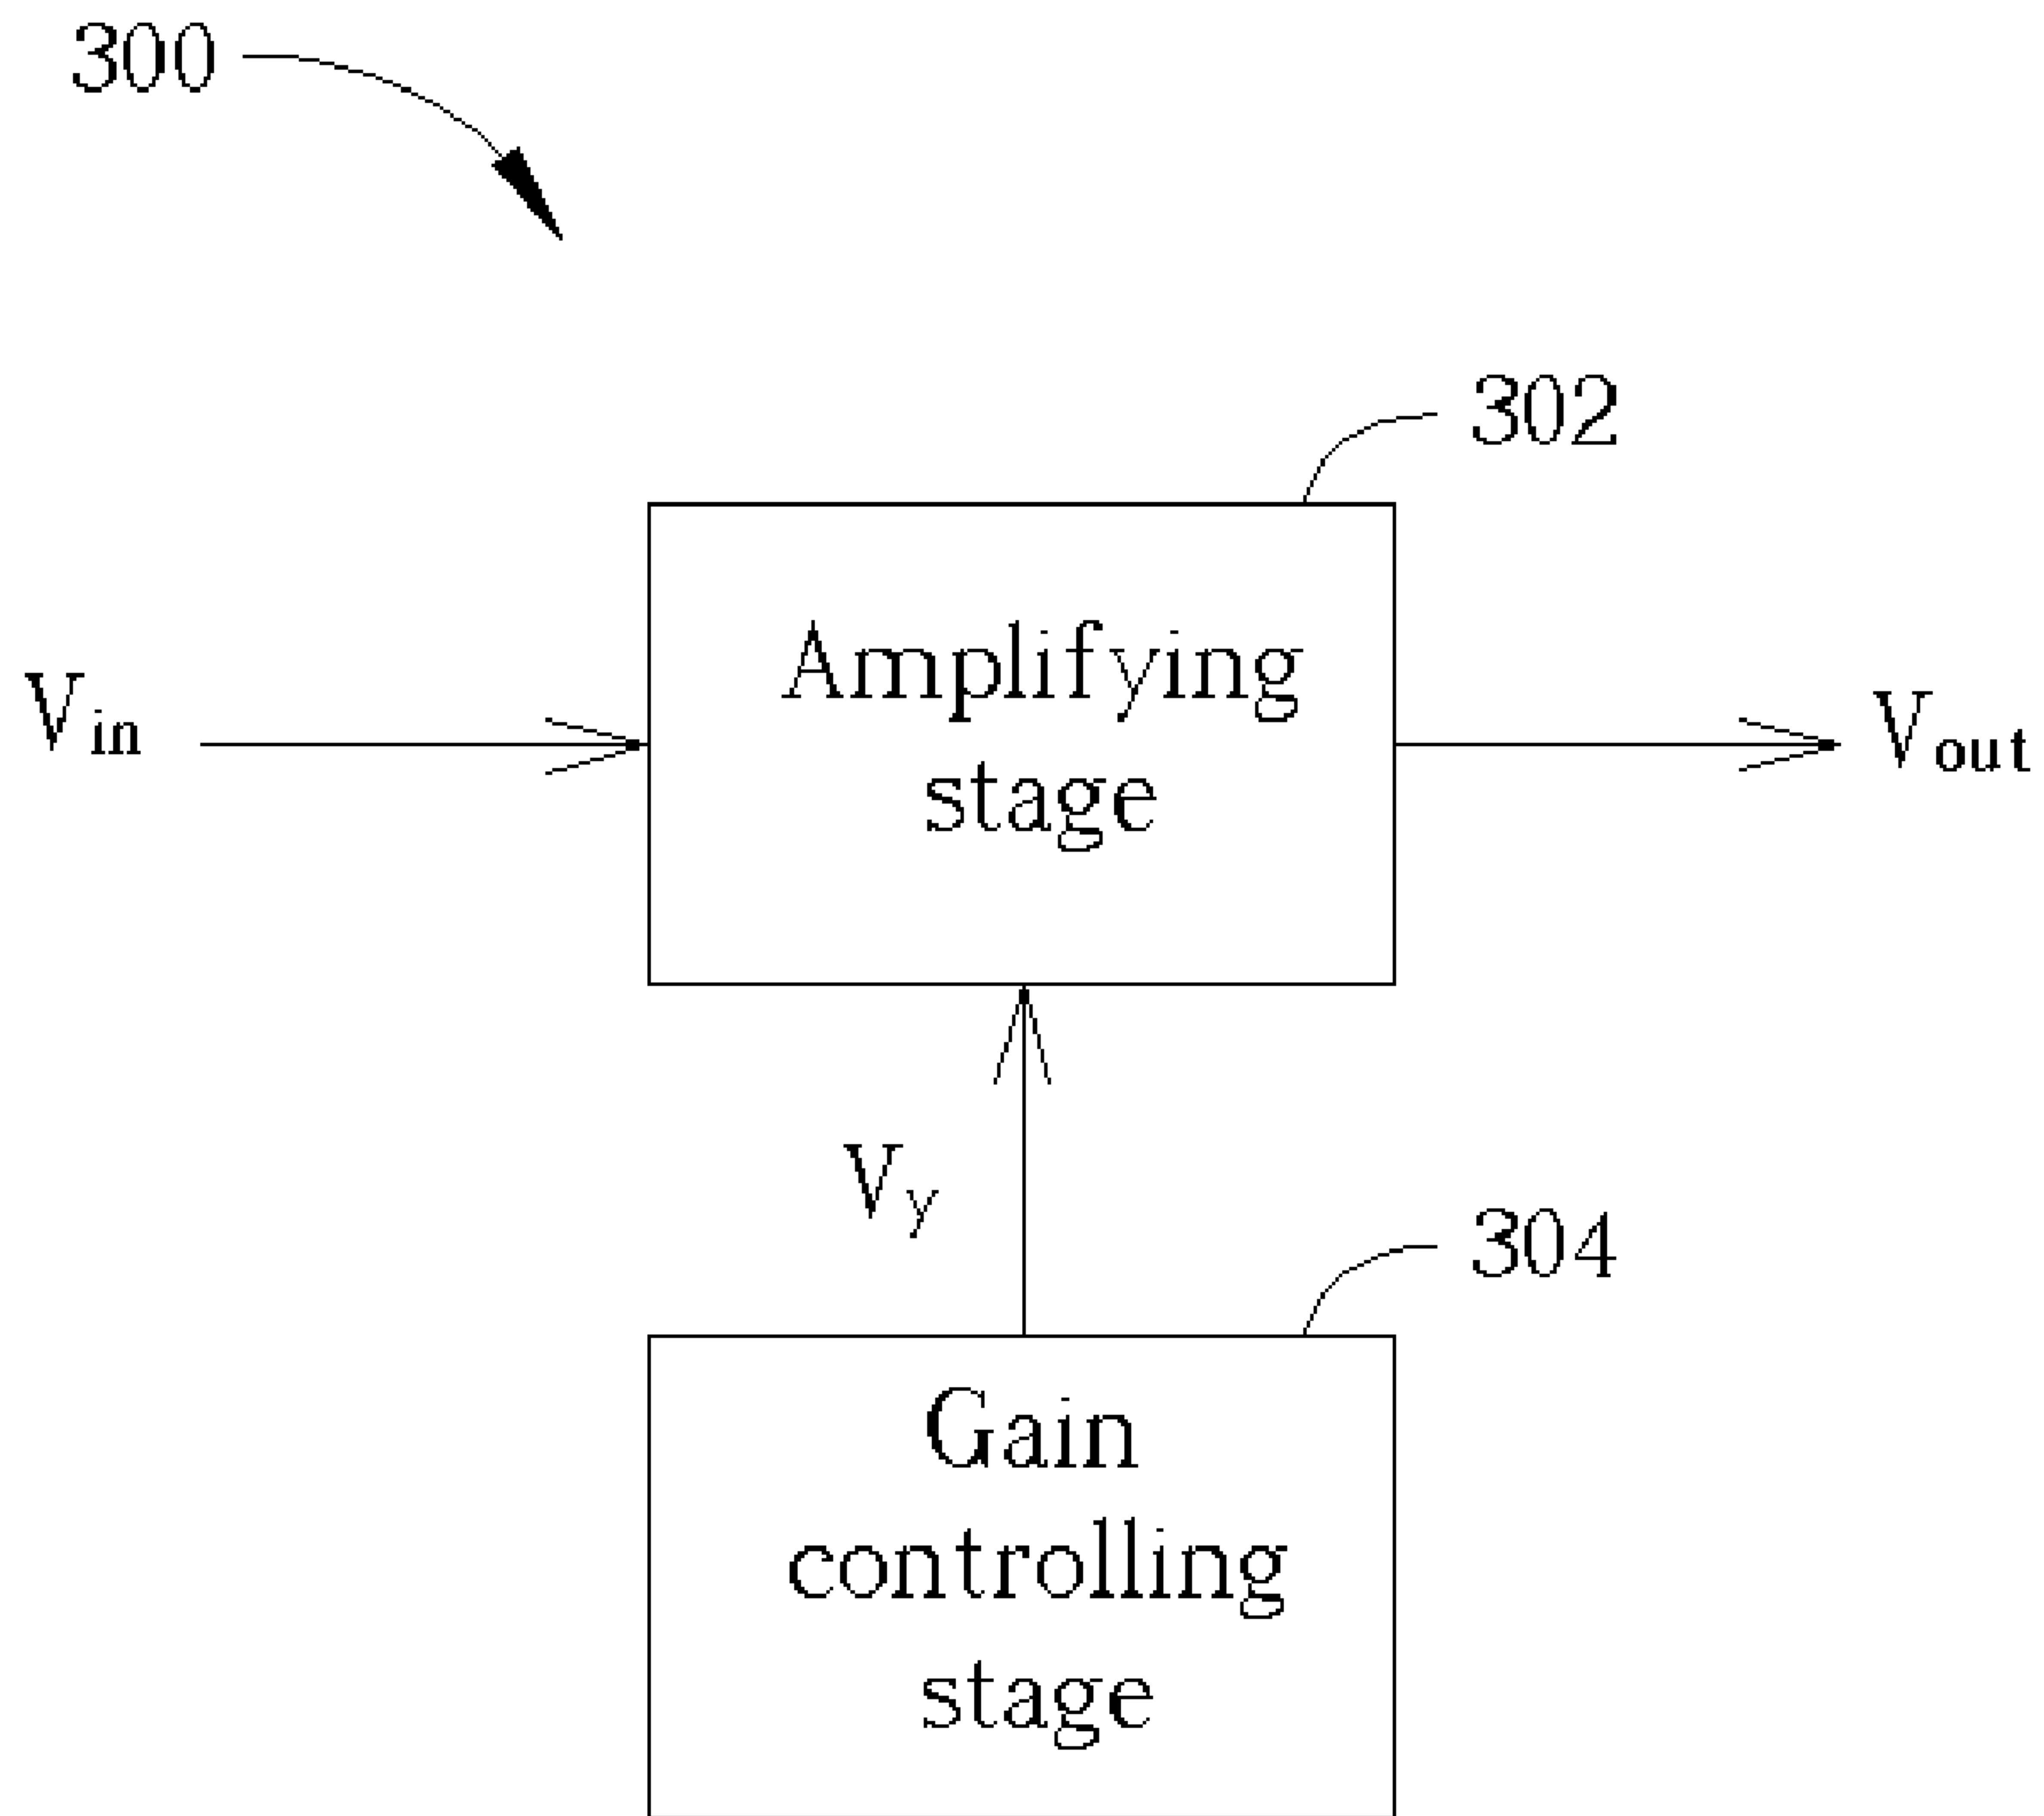 300
302
Amplifying
stage
Vin
Vout
Vy
304
Gain
controlling
stage